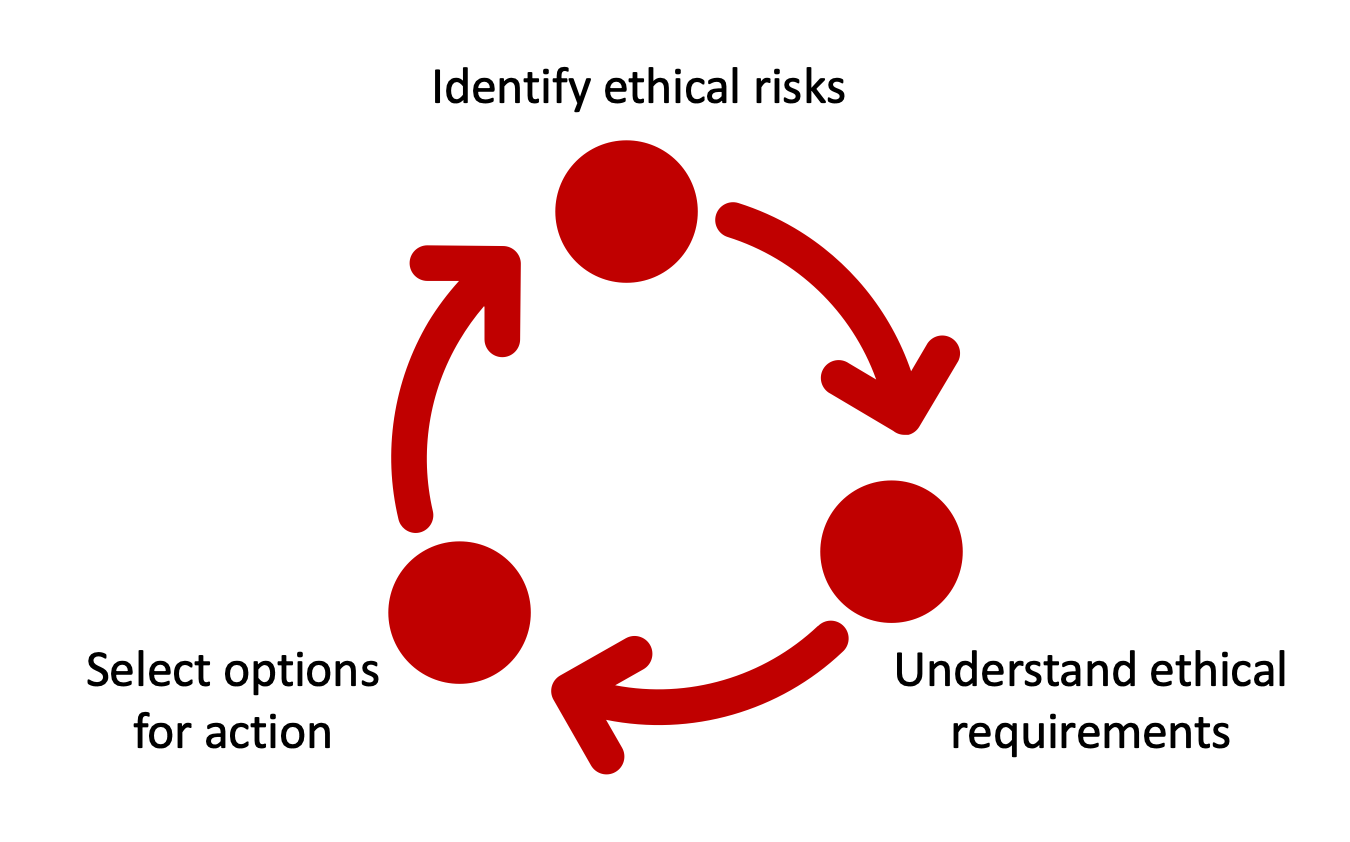 Identify ethical risks
Select options
for action
Understand ethical
requirements